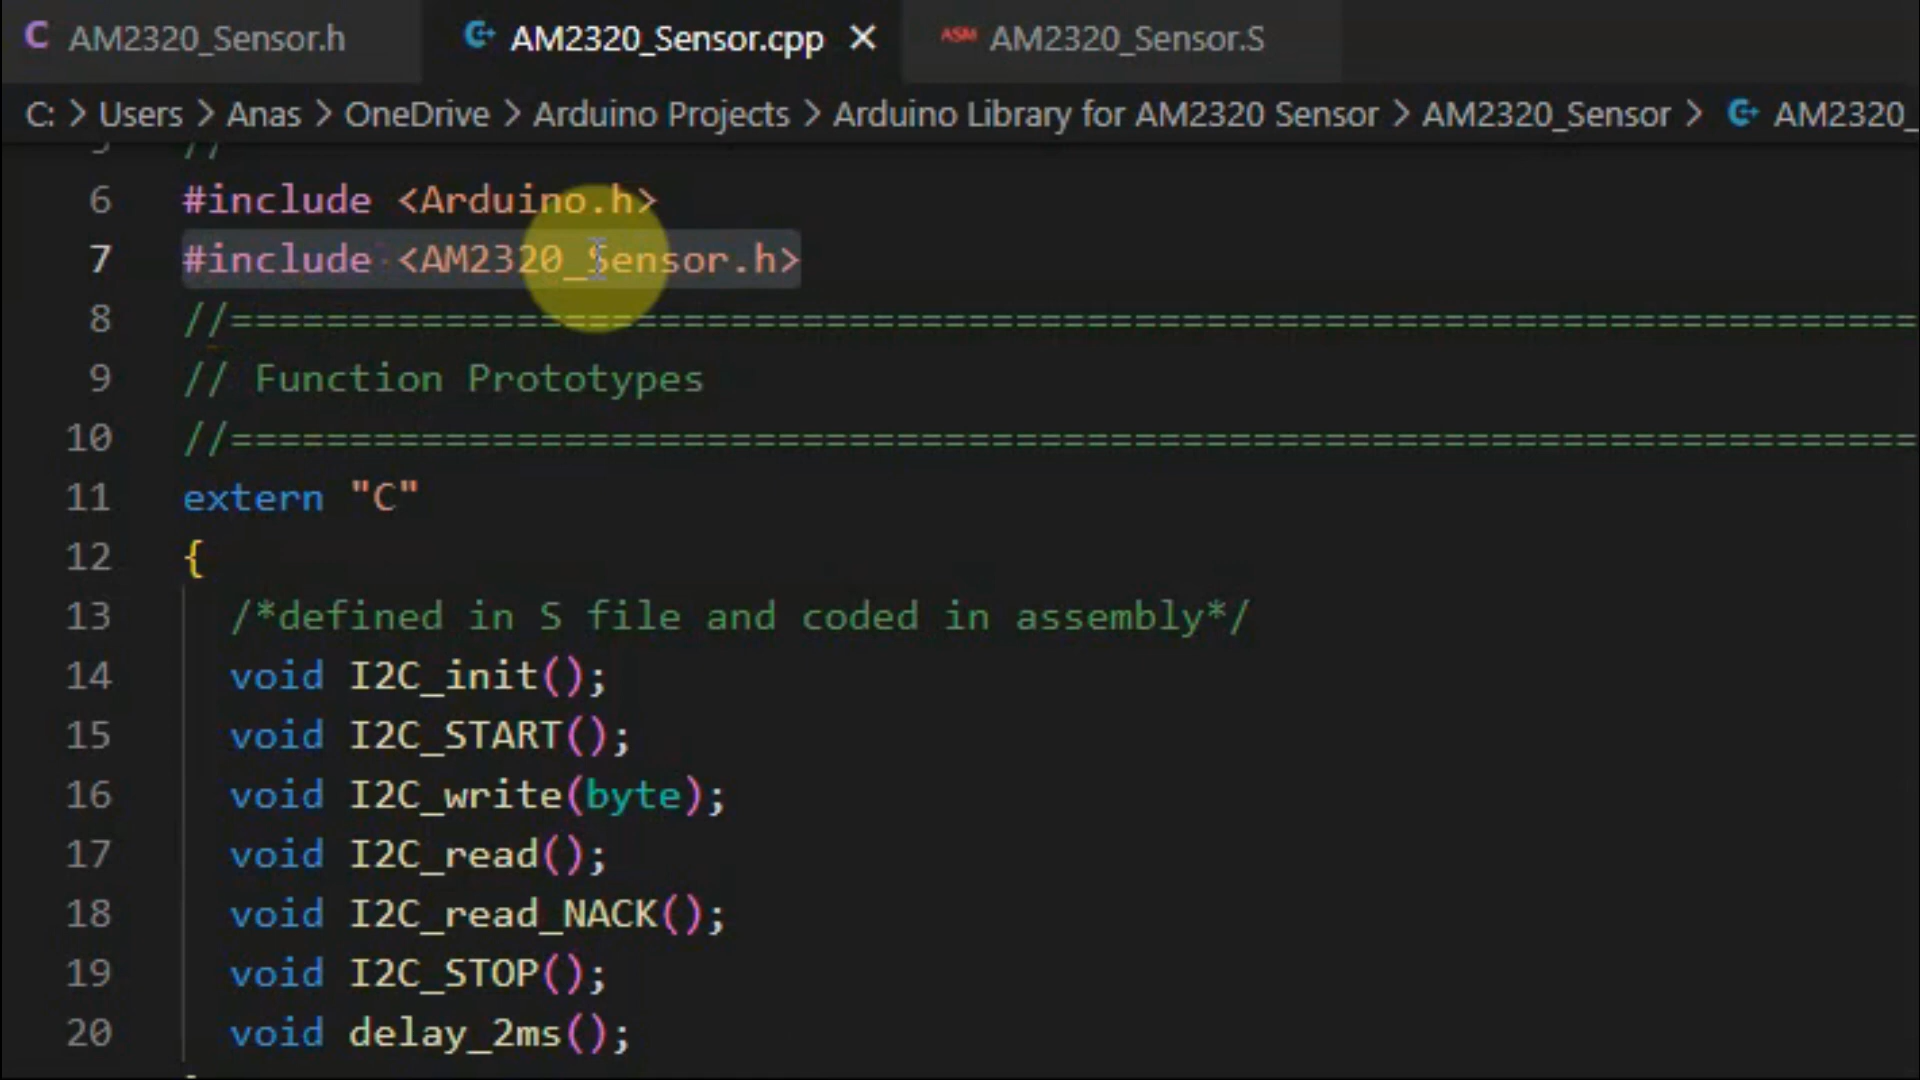 AM2320_Sensor.h AM2320_Sensor.cpp ASM AM2320_Sensor.S
C: > Users > Anas > OneDrive > Arduino Projects > Arduino Library for AM2320 Sensor > AM2320_Sensor > AM2320_
5 //
6 #include <Arduino.h>
7 #include <AM2320_Sensor.h>
8 //=======================================================================
9 // Function Prototypes
10 //=======================================================================
11 extern "C"
12 {
13 /*defined in S file and coded in assembly*/
14 void I2C_init();
15 void I2C_START();
16 void I2C_write(byte);
17 void I2C_read();
18 void I2C_read_NACK();
19 void I2C_STOP();
20 void delay_2ms();